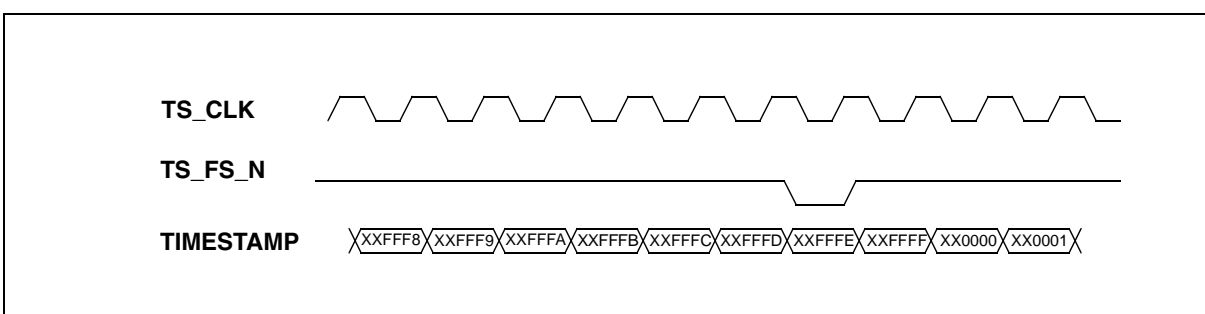 TS_CLK
TS_FS_N
TIMESTAMP XXFFF8 XXFFF9 XXFFFA XXFFFB XXFFFC XXFFFD XXFFFE XXFFFF XX0000 XX0001